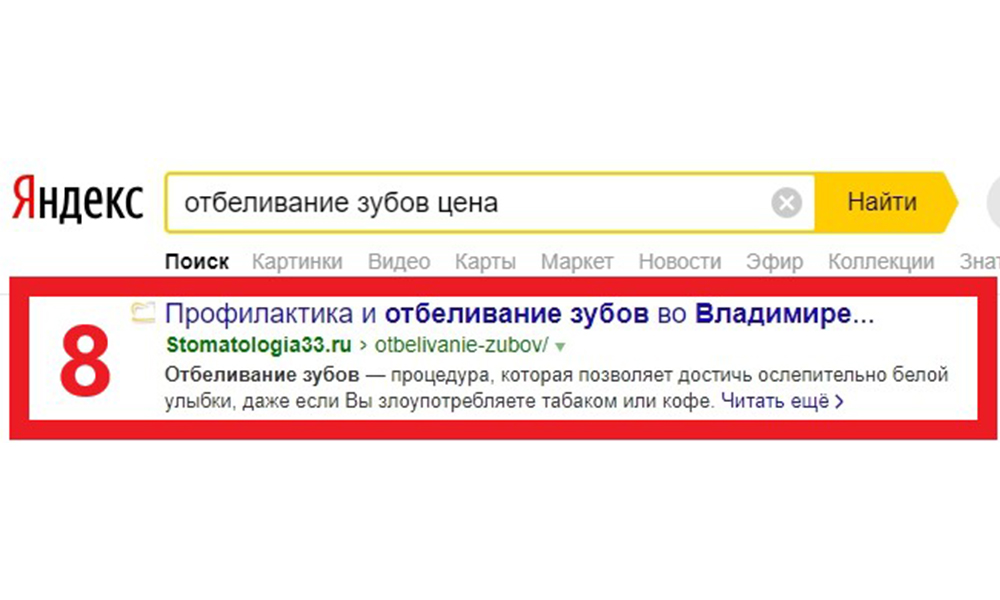 Яндекс
отбеливание зубов цена
Найти
Поиск Картинки Видео Карты Маркет Новости Эфир Коллекции
8
Профилактика и отбеливание зубов во Владимире...
Stomatologia33.ru › otbelivanie-zubov/
Отбеливание зубов — процедура, которая позволяет достичь ослепительно белой
улыбки, даже если Вы злоупотребляете табаком или кофе. Читать ещё ›